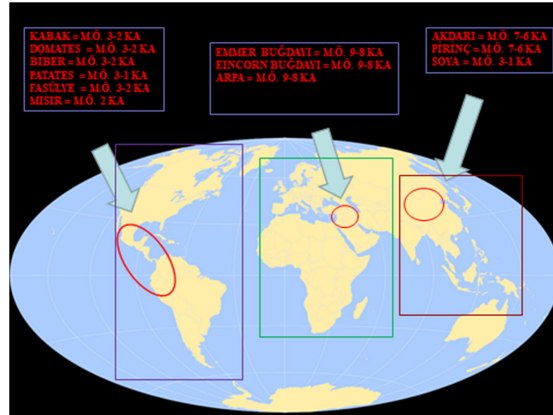 KABAK = M.Ö. 3-2 KA
DOMATES = M.Ö. 3-2 KA
BİBER = M.Ö. 3-2 KA
PATATES = M.Ö. 3-1 KA
FASÜLYE = M.Ö. 3-2 KA
MISIR = M.Ö. 2 KA
EMMER BUĞDAYI = M.Ö. 9-8 KA
EINCORN BUĞDAYI = M.Ö. 9-8 KA
ARPA = M.Ö. 9-8 KA
AKDARI = M.Ö. 7-6 KA
PİRİNÇ = M.Ö. 7-6 KA
SOYA = M.Ö. 3-1 KA